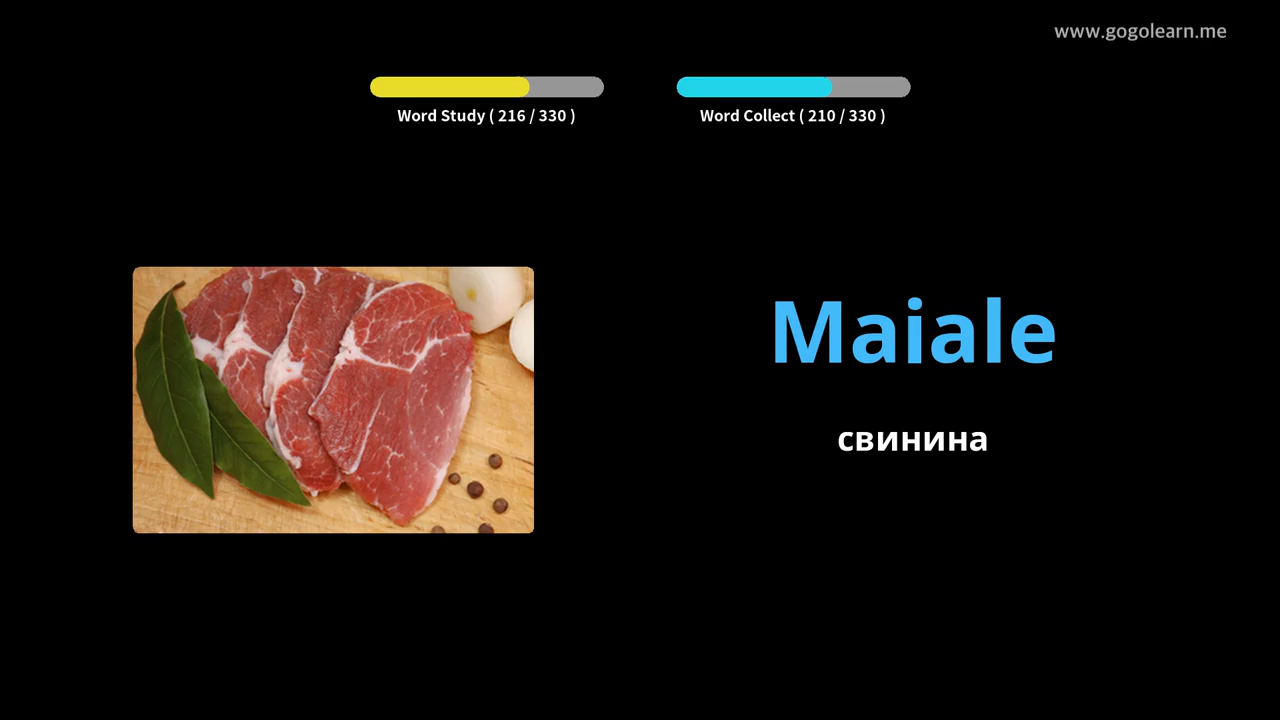 www.gogolearn.me
Word Study ( 216 / 330 )
Word Collect ( 210 / 330 )
Maiale
свинина